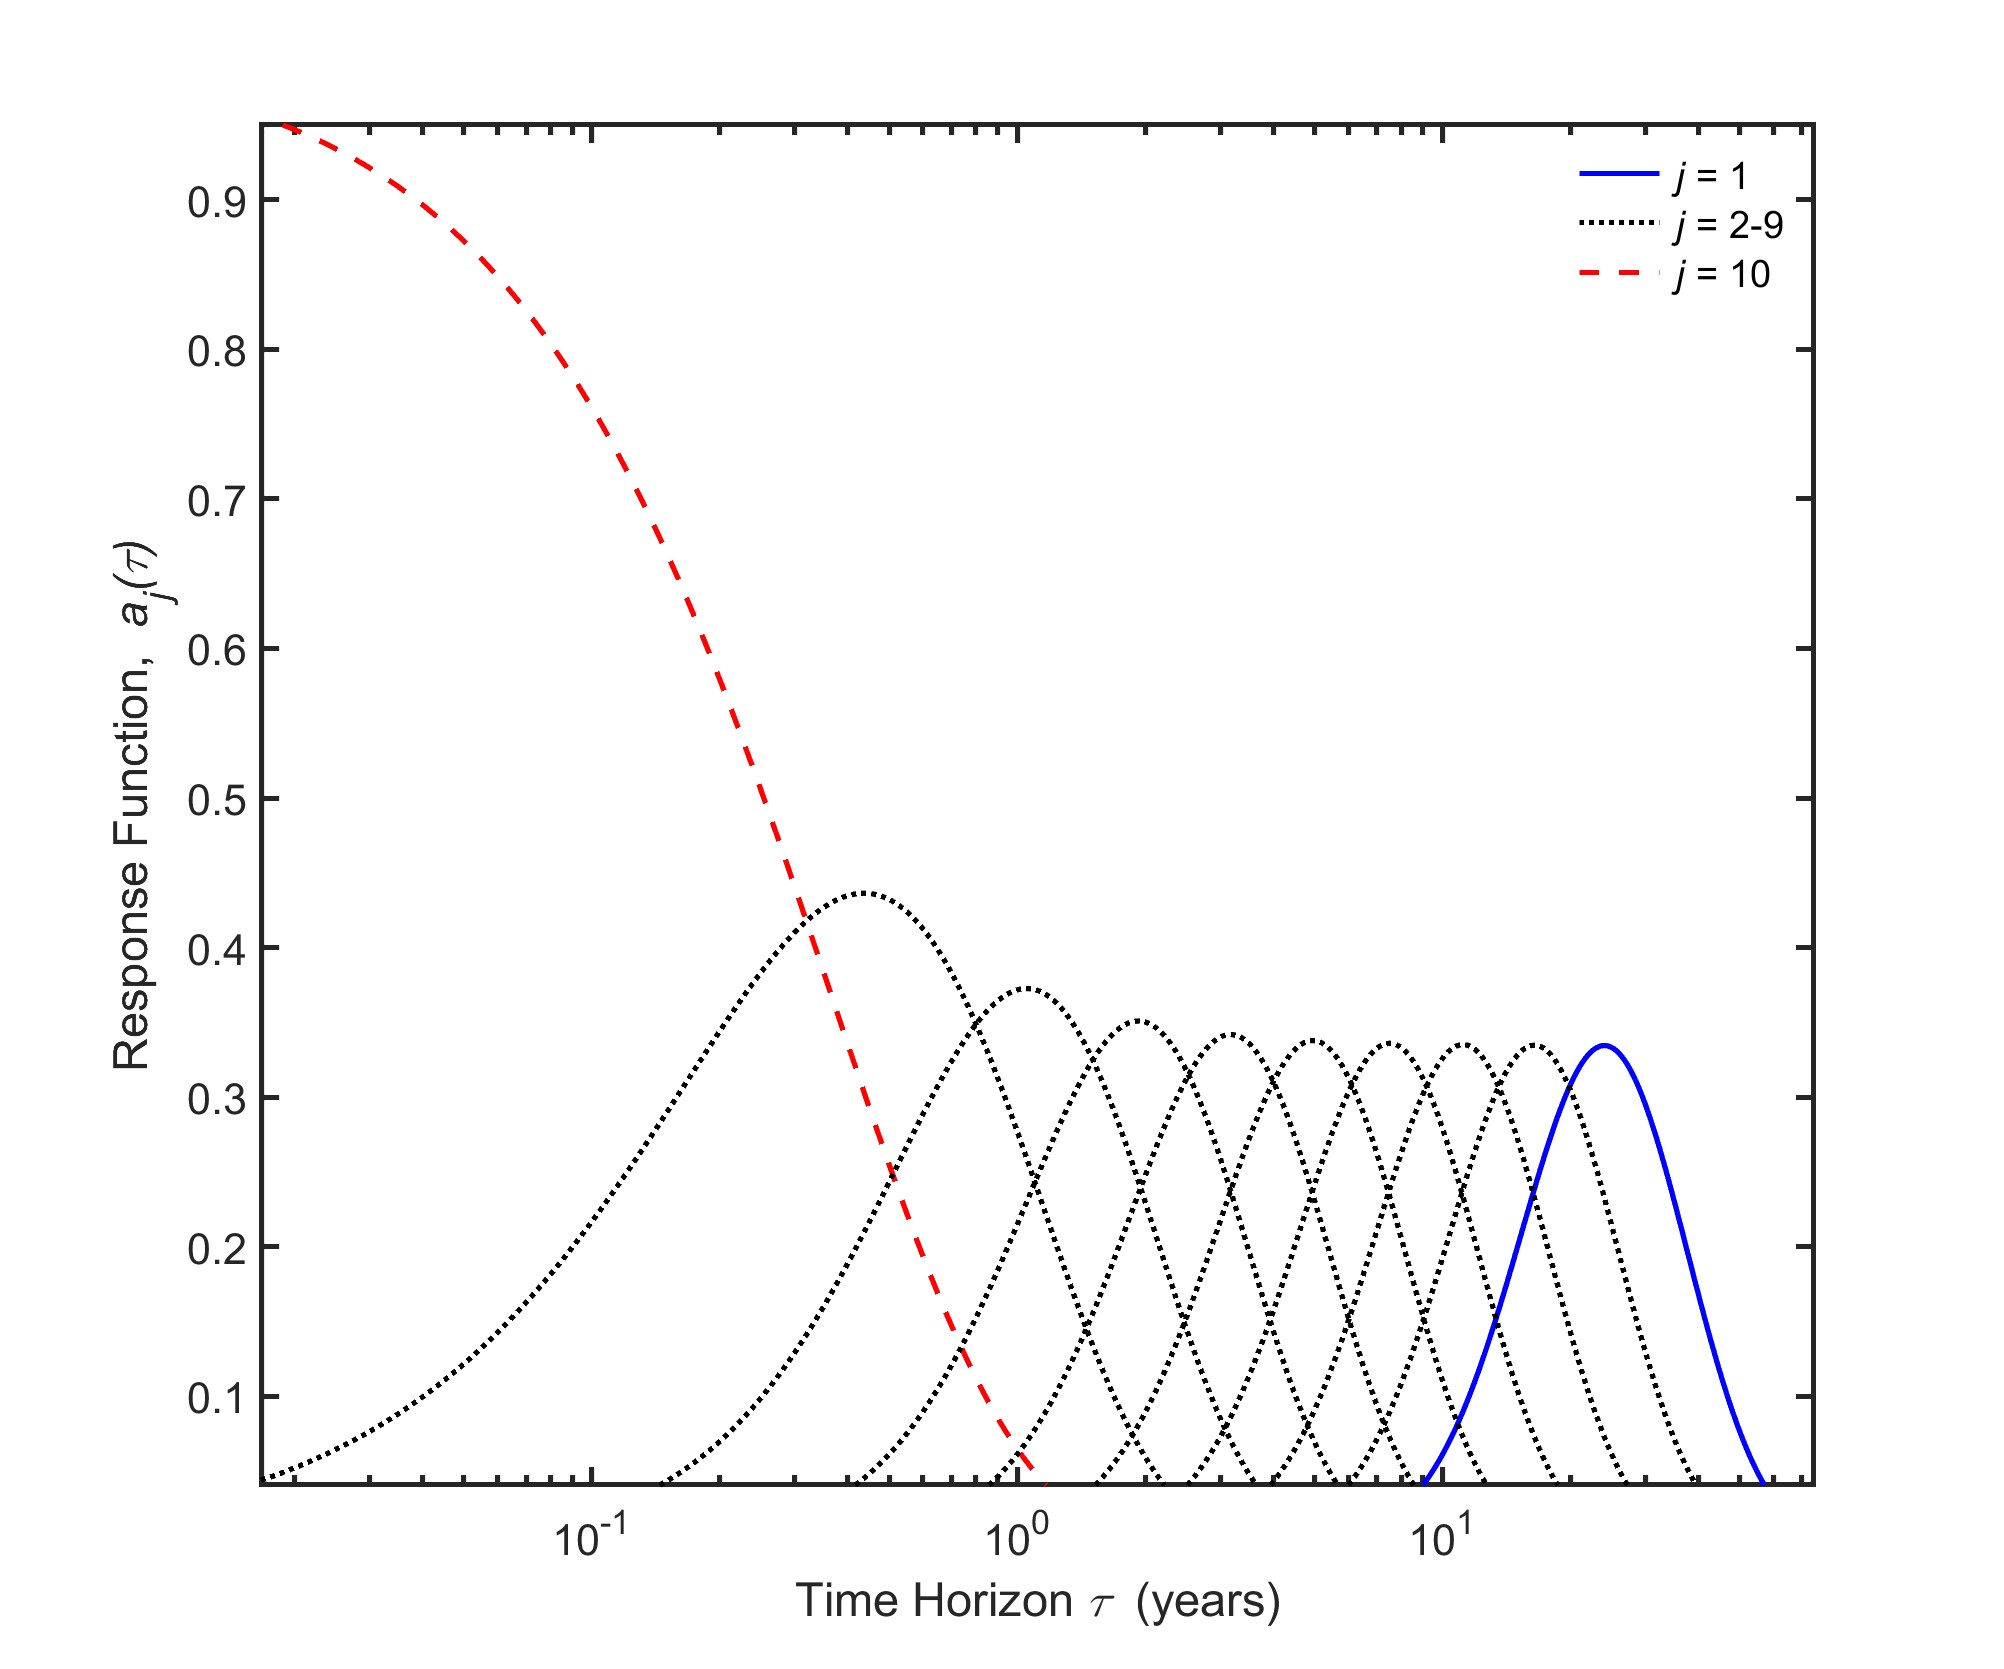 j = 1
j = 2-9
j = 10
0.9
0.8
0.7
0.6
0.5
0.4
0.3
0.2
0.1
Response Function, a_j(τ)
10^-1 10^0 10^1
Time Horizon τ (years)